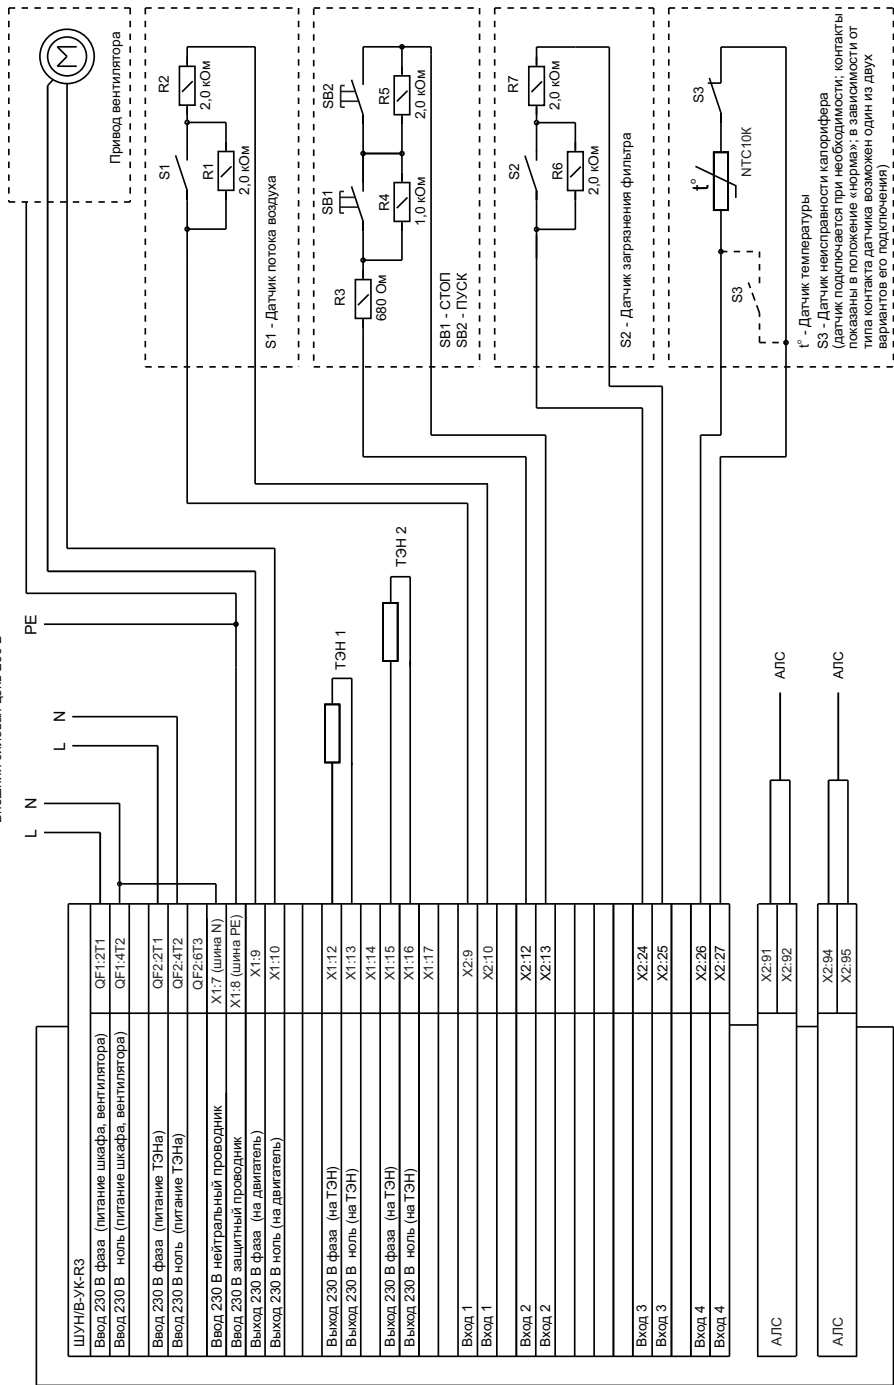 L
N
L
N
PE
ШУН/В-УК-R3
Ввод 230 В фаза (питание шкафа, вентилятора)
QF1:2T1
Ввод 230 В ноль (питание шкафа, вентилятора)
QF1:4T2
Ввод 230 В фаза (питание ТЭНа)
QF2:2T1
Ввод 230 В ноль (питание ТЭНа)
QF2:4T2
QF2:6T3
Ввод 230 В нейтральный проводник
X1:7 (шина N)
Ввод 230 В защитный проводник
X1:8 (шина PE)
Выход 230 В фаза (на двигатель)
X1:9
Выход 230 В ноль (на двигатель)
X1:10
Выход 230 В фаза (на ТЭН)
X1:12
Выход 230 В ноль (на ТЭН)
X1:13
X1:14
Выход 230 В фаза (на ТЭН)
X1:15
Выход 230 В ноль (на ТЭН)
X1:16
X1:17
Вход 1
X2:9
Вход 1
X2:10
Вход 2
X2:12
Вход 2
X2:13
Вход 3
X2:24
Вход 3
X2:25
Вход 4
X2:26
Вход 4
X2:27
АЛС
X2:91
X2:92
АЛС
X2:94
X2:95
ТЭН 1
ТЭН 2
АЛС
АЛС
M
Привод вентилятора
S1
R2
2,0 кОм
R1
2,0 кОм
S1 - Датчик потока воздуха
R3
680 Ом
SB1
R4
1,0 кОм
SB2
R5
2,0 кОм
SB1 - СТОП
SB2 - ПУСК
S2
R7
2,0 кОм
R6
2,0 кОм
S2 - Датчик загрязнения фильтра
S3
t°
NTC10K
S3
t° - Датчик температуры
S3 - Датчик неисправности калорифера
(датчик подключается при необходимости; контакты
показаны в положение «норма»; в зависимости от
типа контакта датчика возможен один из двух
вариантов его подключения)